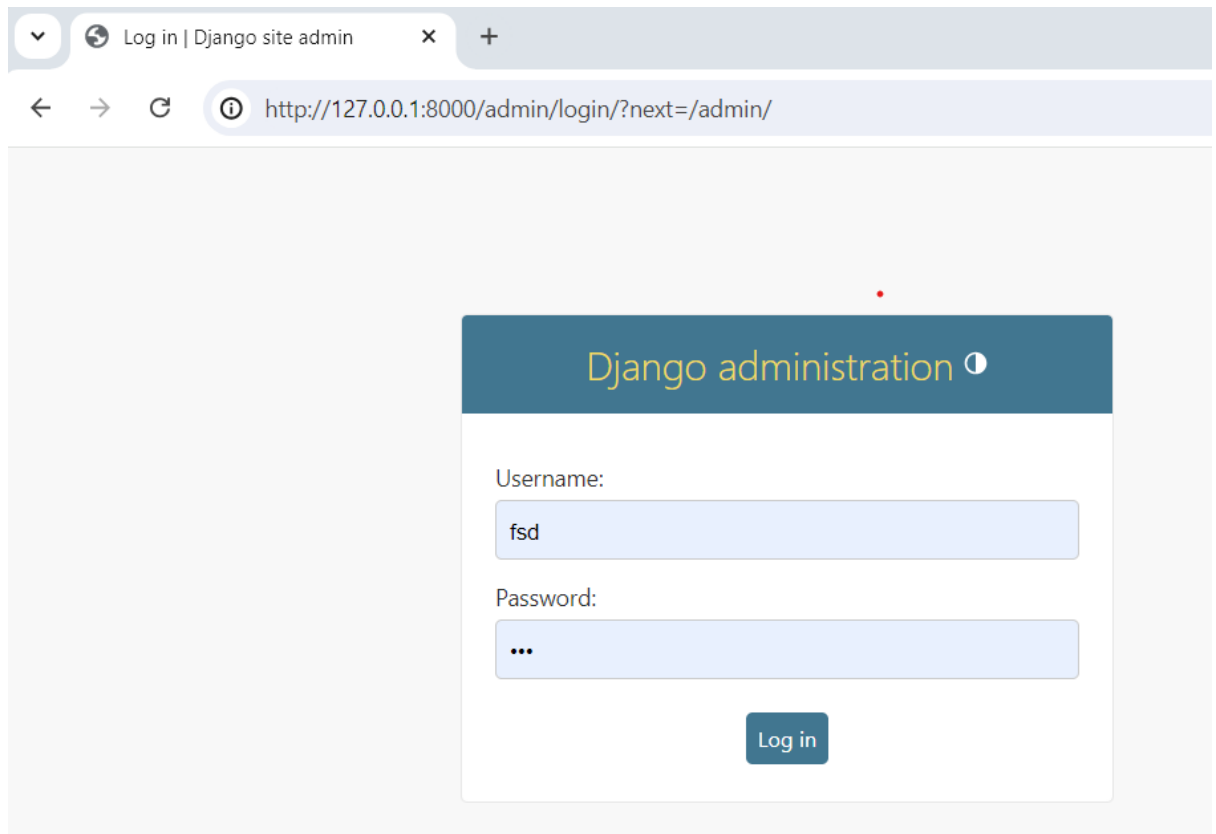 Log in | Django site admin
http://127.0.0.1:8000/admin/login/?next=/admin/
Django administration
Username:
fsd
Password:
•••
Log in